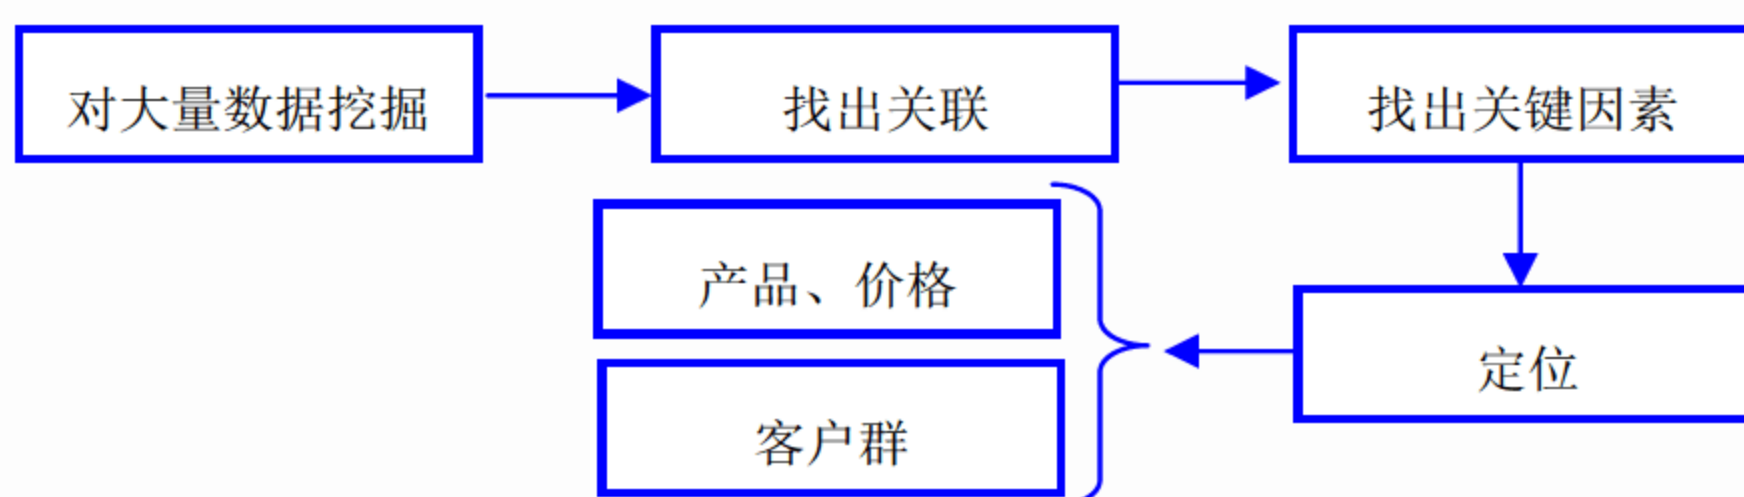 对大量数据挖掘
找出关联
找出关键因素
产品、价格
定位
客户群